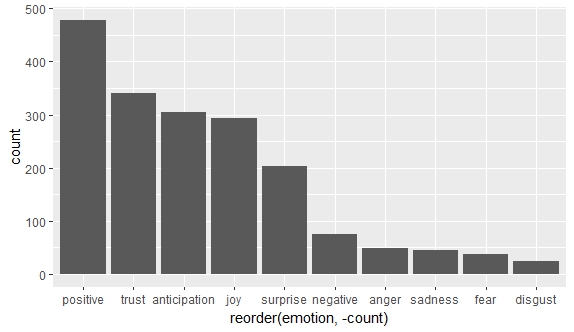 500
400
300
200
100
0
count
positive trust anticipation joy surprise negative anger sadness fear disgust
reorder(emotion, -count)